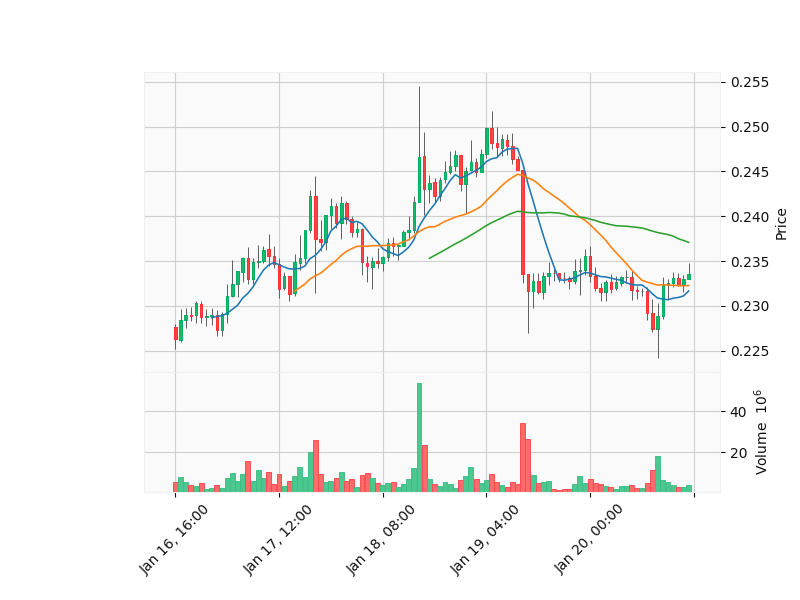 0.255
0.250
0.245
0.240
0.235
0.230
0.225
Price
40
20
Volume 10^6
Jan 16, 16:00
Jan 17, 12:00
Jan 18, 08:00
Jan 19, 04:00
Jan 20, 00:00